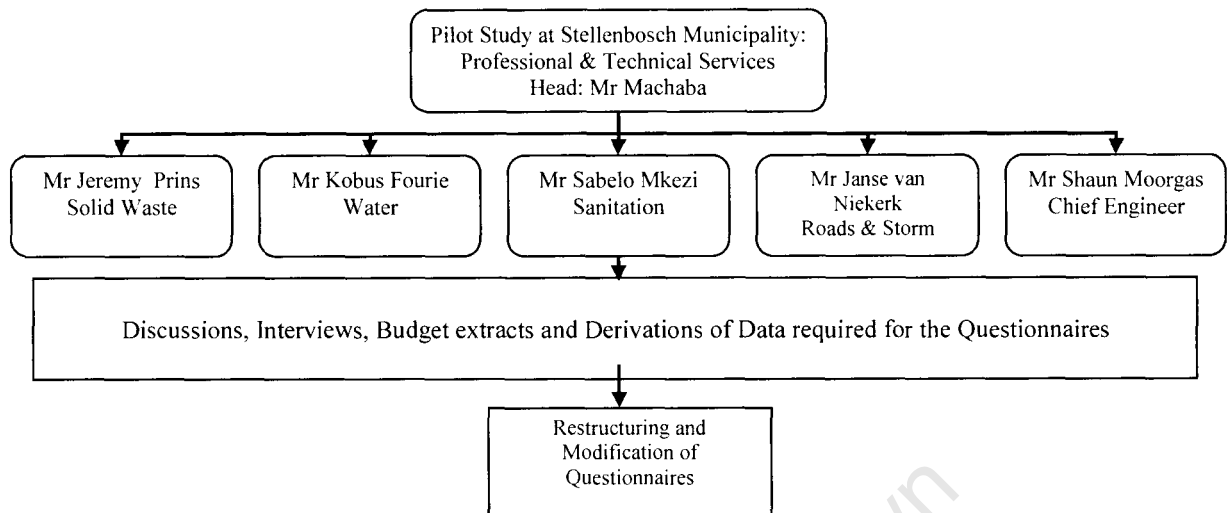 Pilot Study at Stellenbosch Municipality:
Professional & Technical Services
Head: Mr Machaba
Mr Jeremy Prins
Solid Waste
Mr Kobus Fourie
Water
Mr Sabelo Mkezi
Sanitation
Mr Janse van
Niekerk
Roads & Storm
Mr Shaun Moorgas
Chief Engineer
Discussions, Interviews, Budget extracts and Derivations of Data required for the Questionnaires
Restructuring and
Modification of
Questionnaires